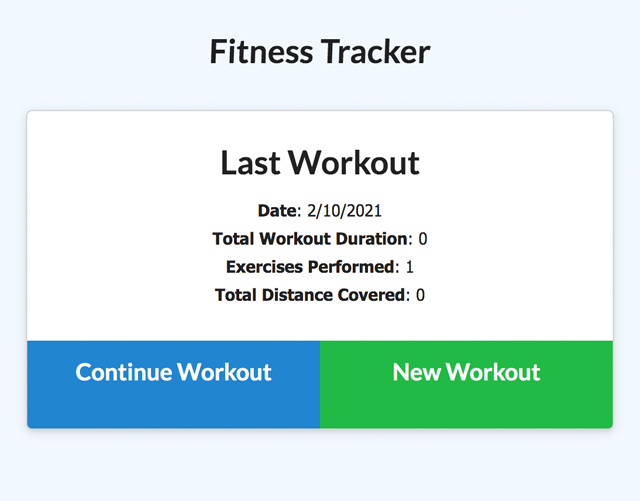 Fitness Tracker
Last Workout
Date: 2/10/2021
Total Workout Duration: 0
Exercises Performed: 1
Total Distance Covered: 0
Continue Workout
New Workout